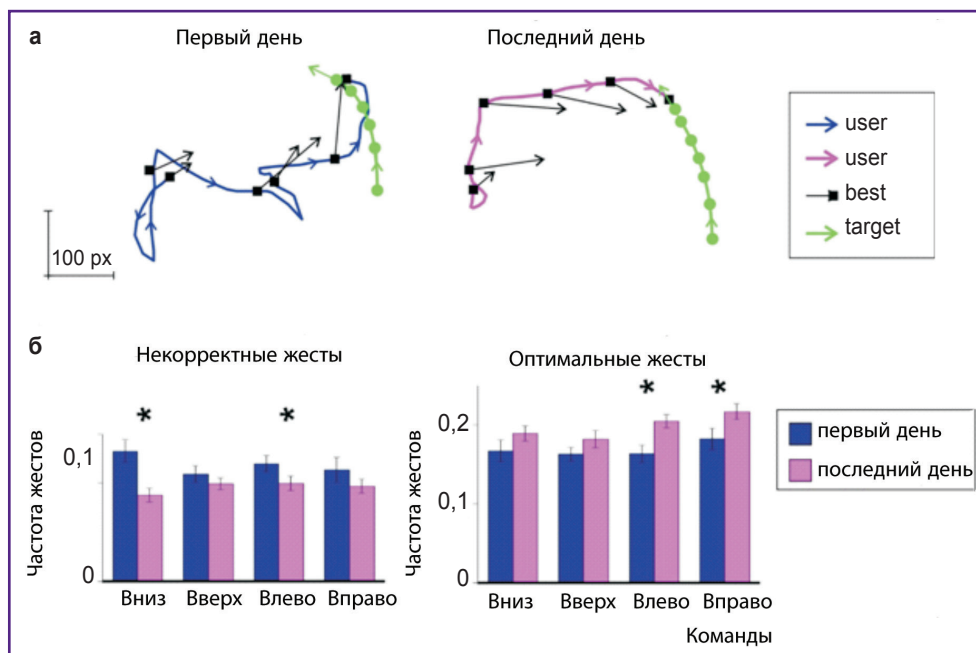 а
Первый день
Последний день
user
user
best
target
100 px
б
Некорректные жесты
Оптимальные жесты
* *
* *
первый день
последний день
Частота жестов
0,1
0
Вниз Вверх Влево Вправо
Частота жестов
0,2
0,1
0
Вниз Вверх Влево Вправо
Команды